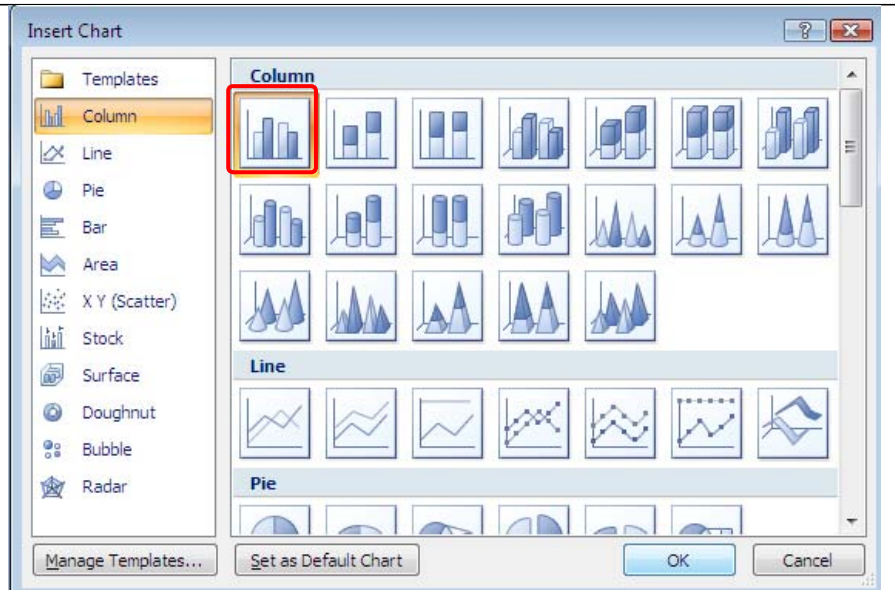 Insert Chart
Templates
Column
Line
Pie
Bar
Area
X Y (Scatter)
Stock
Surface
Doughnut
Bubble
Radar
Column
Line
Pie
Manage Templates...
Set as Default Chart
OK
Cancel